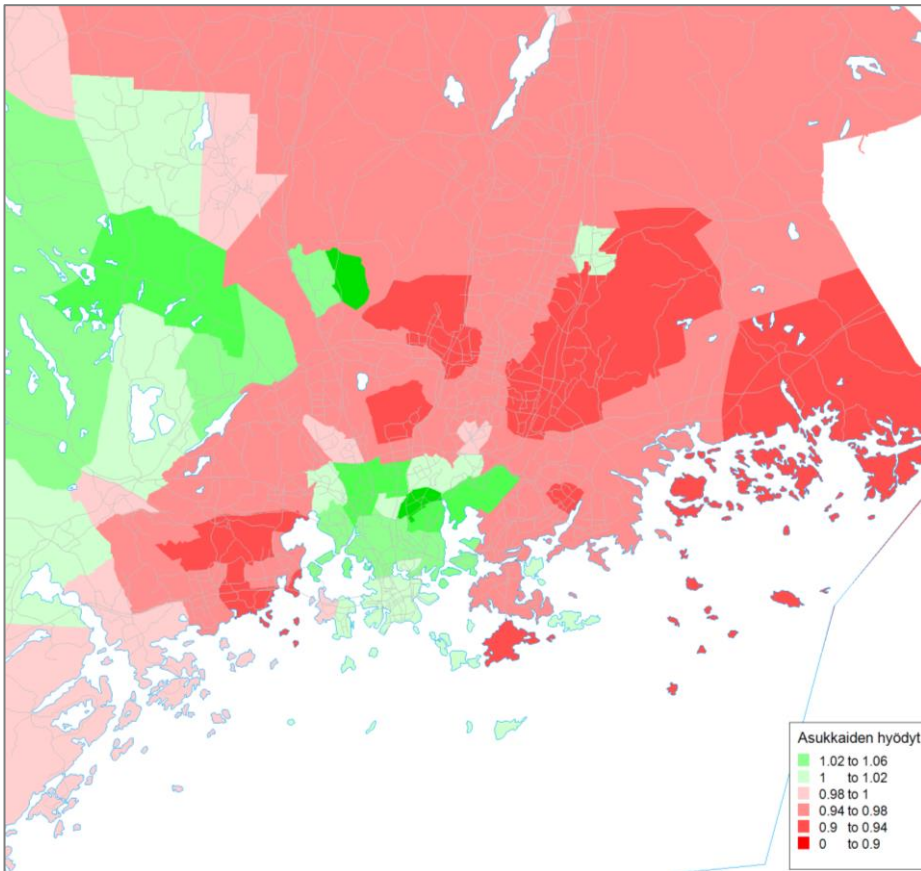 Asukkaiden hyödyt
1.02 to 1.06
1 to 1.02
0.98 to 1
0.94 to 0.98
0.9 to 0.94
0 to 0.9